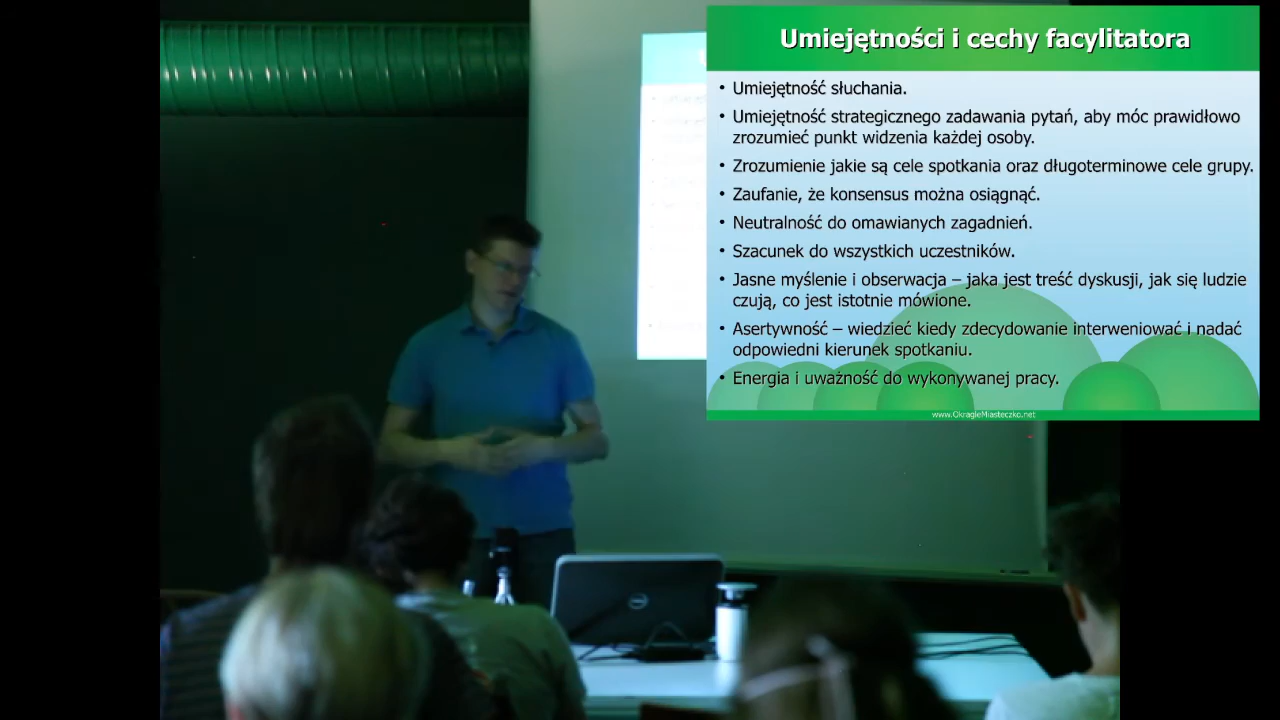 Umiejętności i cechy facylitatora
• Umiejętność słuchania.
• Umiejętność strategicznego zadawania pytań, aby móc prawidłowo
zrozumieć punkt widzenia każdej osoby.
• Zrozumienie jakie są cele spotkania oraz długoterminowe cele grupy.
• Zaufanie, że konsensus można osiągnąć.
• Neutralność do omawianych zagadnień.
• Szacunek do wszystkich uczestników.
• Jasne myślenie i obserwacja – jaka jest treść dyskusji, jak się ludzie
czują, co jest istotnie mówione.
• Asertywność – wiedzieć kiedy zdecydowanie interweniować i nadać
odpowiedni kierunek spotkaniu.
• Energia i uważność do wykonywanej pracy.
www.OkragleMiasteczko.net
DELL